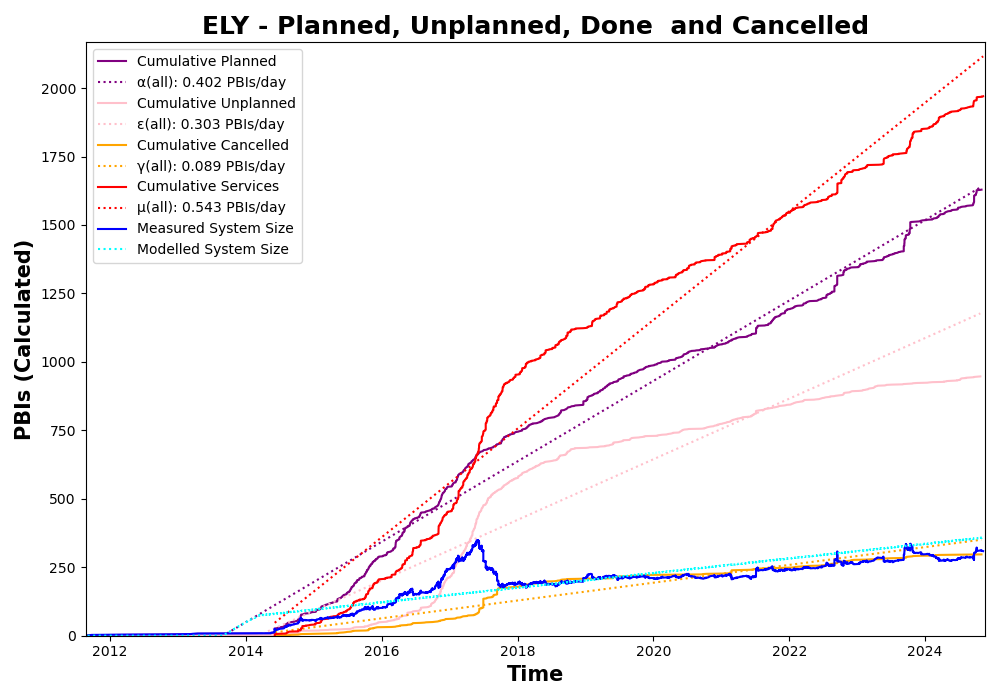 ELY - Planned, Unplanned, Done  and Cancelled
Cumulative Planned
α(all): 0.402 PBIs/day
Cumulative Unplanned
ε(all): 0.303 PBIs/day
Cumulative Cancelled
γ(all): 0.089 PBIs/day
Cumulative Services
μ(all): 0.543 PBIs/day
Measured System Size
Modelled System Size
PBIs (Calculated)
2000
1750
1500
1250
1000
750
500
250
0
2012 2014 2016 2018 2020 2022 2024
Time